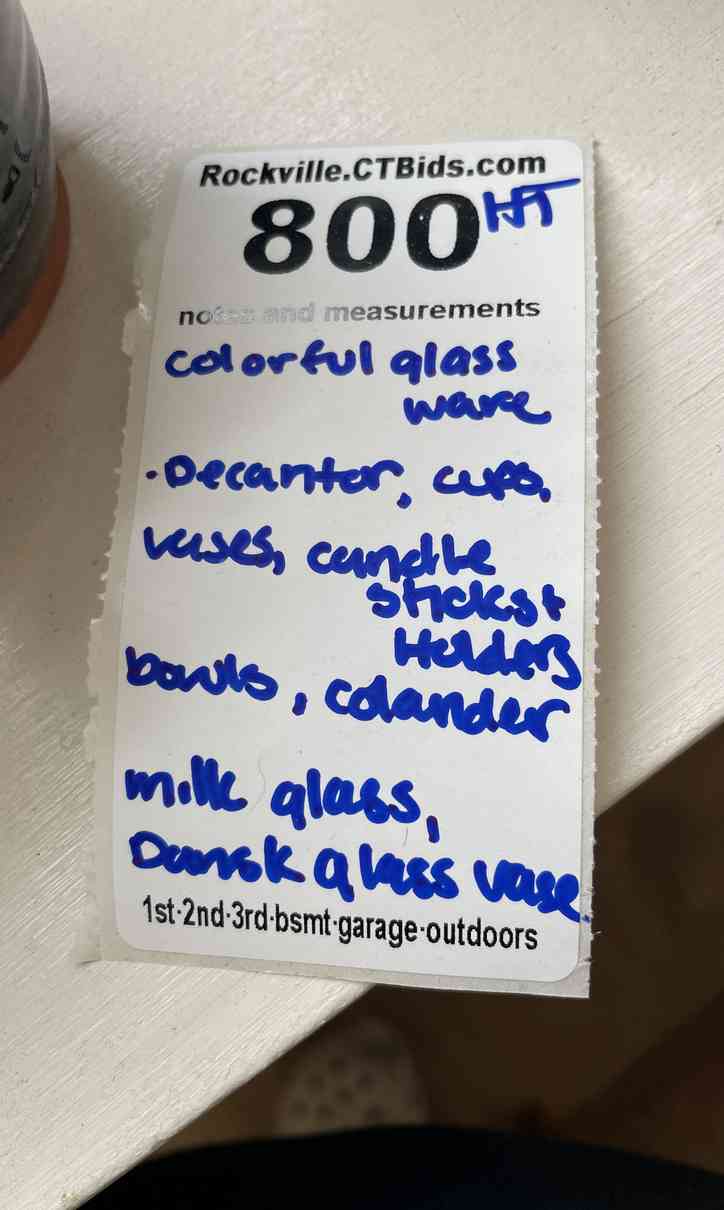 Rockville.CTBids.com
800 HT
notes and measurements
colorful glass
ware
·Decantor, cups,
vases, candle
sticks+
Holders
bowls, colander
milk glass,
Dansk glass vase
1st·2nd·3rd·bsmt·garage·outdoors